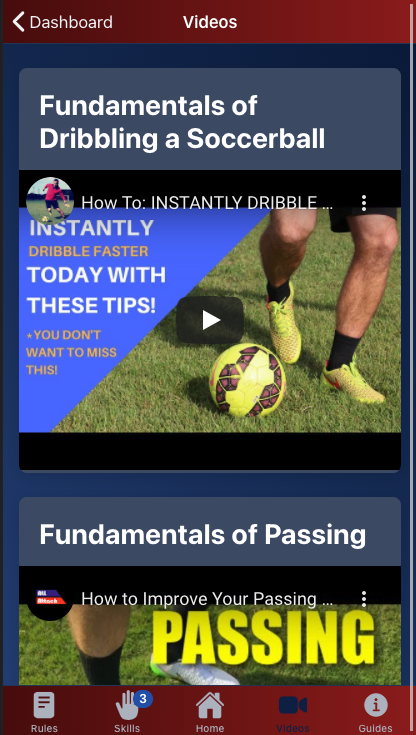 Dashboard
Videos
Fundamentals of
Dribbling a Soccerball
How To: INSTANTLY DRIBBLE ...
INSTANTLY
DRIBBLE FASTER
TODAY WITH
THESE TIPS!
*YOU DON'T
WANT TO MISS
THIS!
Fundamentals of Passing
All
Attack
How to Improve Your Passing ...
PASSING
3
Rules
Skills
Home
Videos
Guides